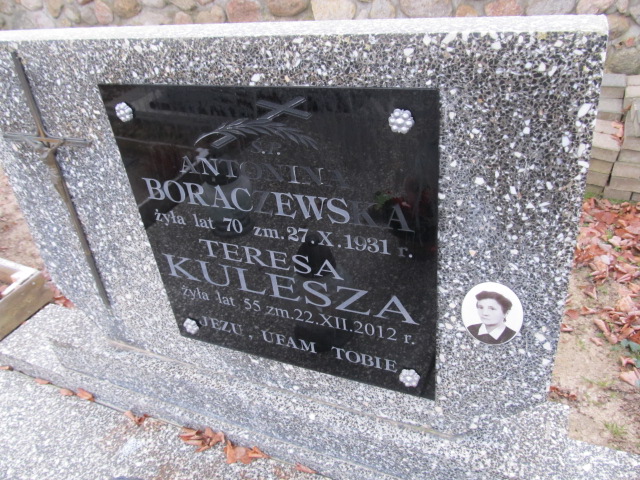 Ś.P.
ANTONINA
BORACZEWSKA
żyła lat 70 zm. 27.X.1931 r.
TERESA
KULESZA
żyła lat 55 zm. 22.XII.2012 r.
JEZU, UFAM TOBIE